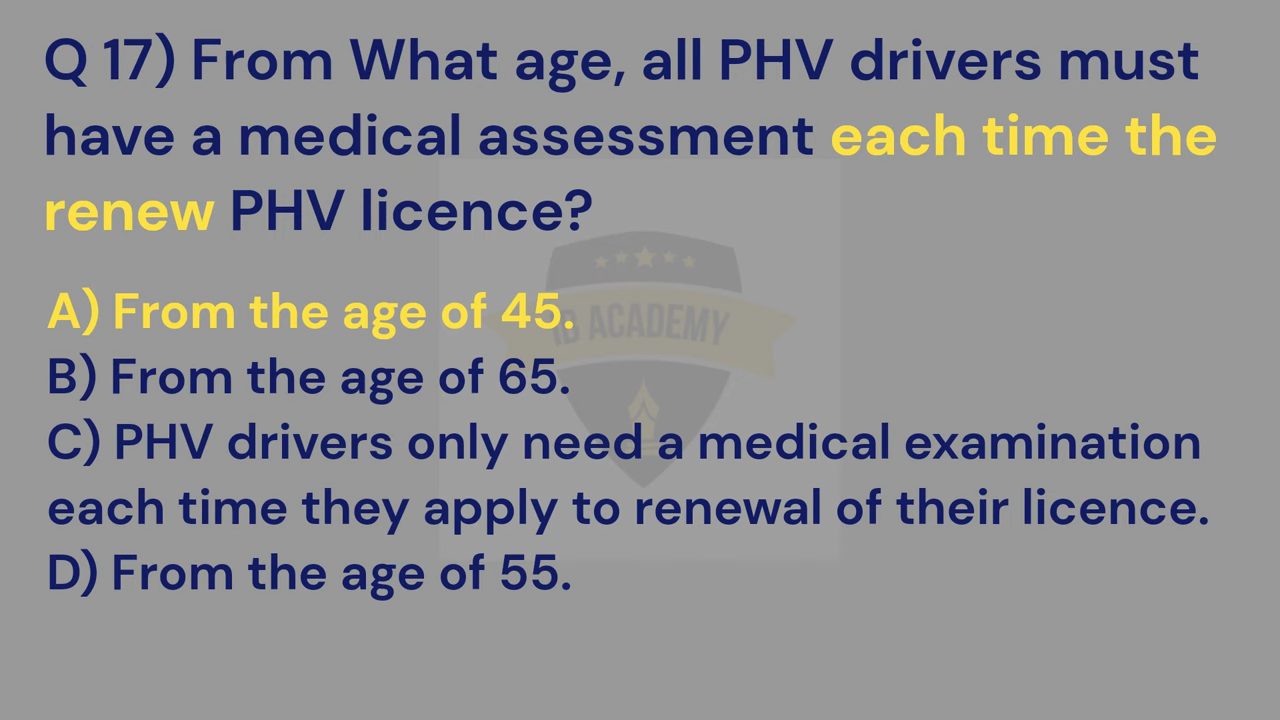 Q 17) From What age, all PHV drivers must
have a medical assessment each time the
renew PHV licence?
A) From the age of 45.
IB ACADEMY
B) From the age of 65.
C) PHV drivers only need a medical examination
each time they apply to renewal of their licence.
D) From the age of 55.